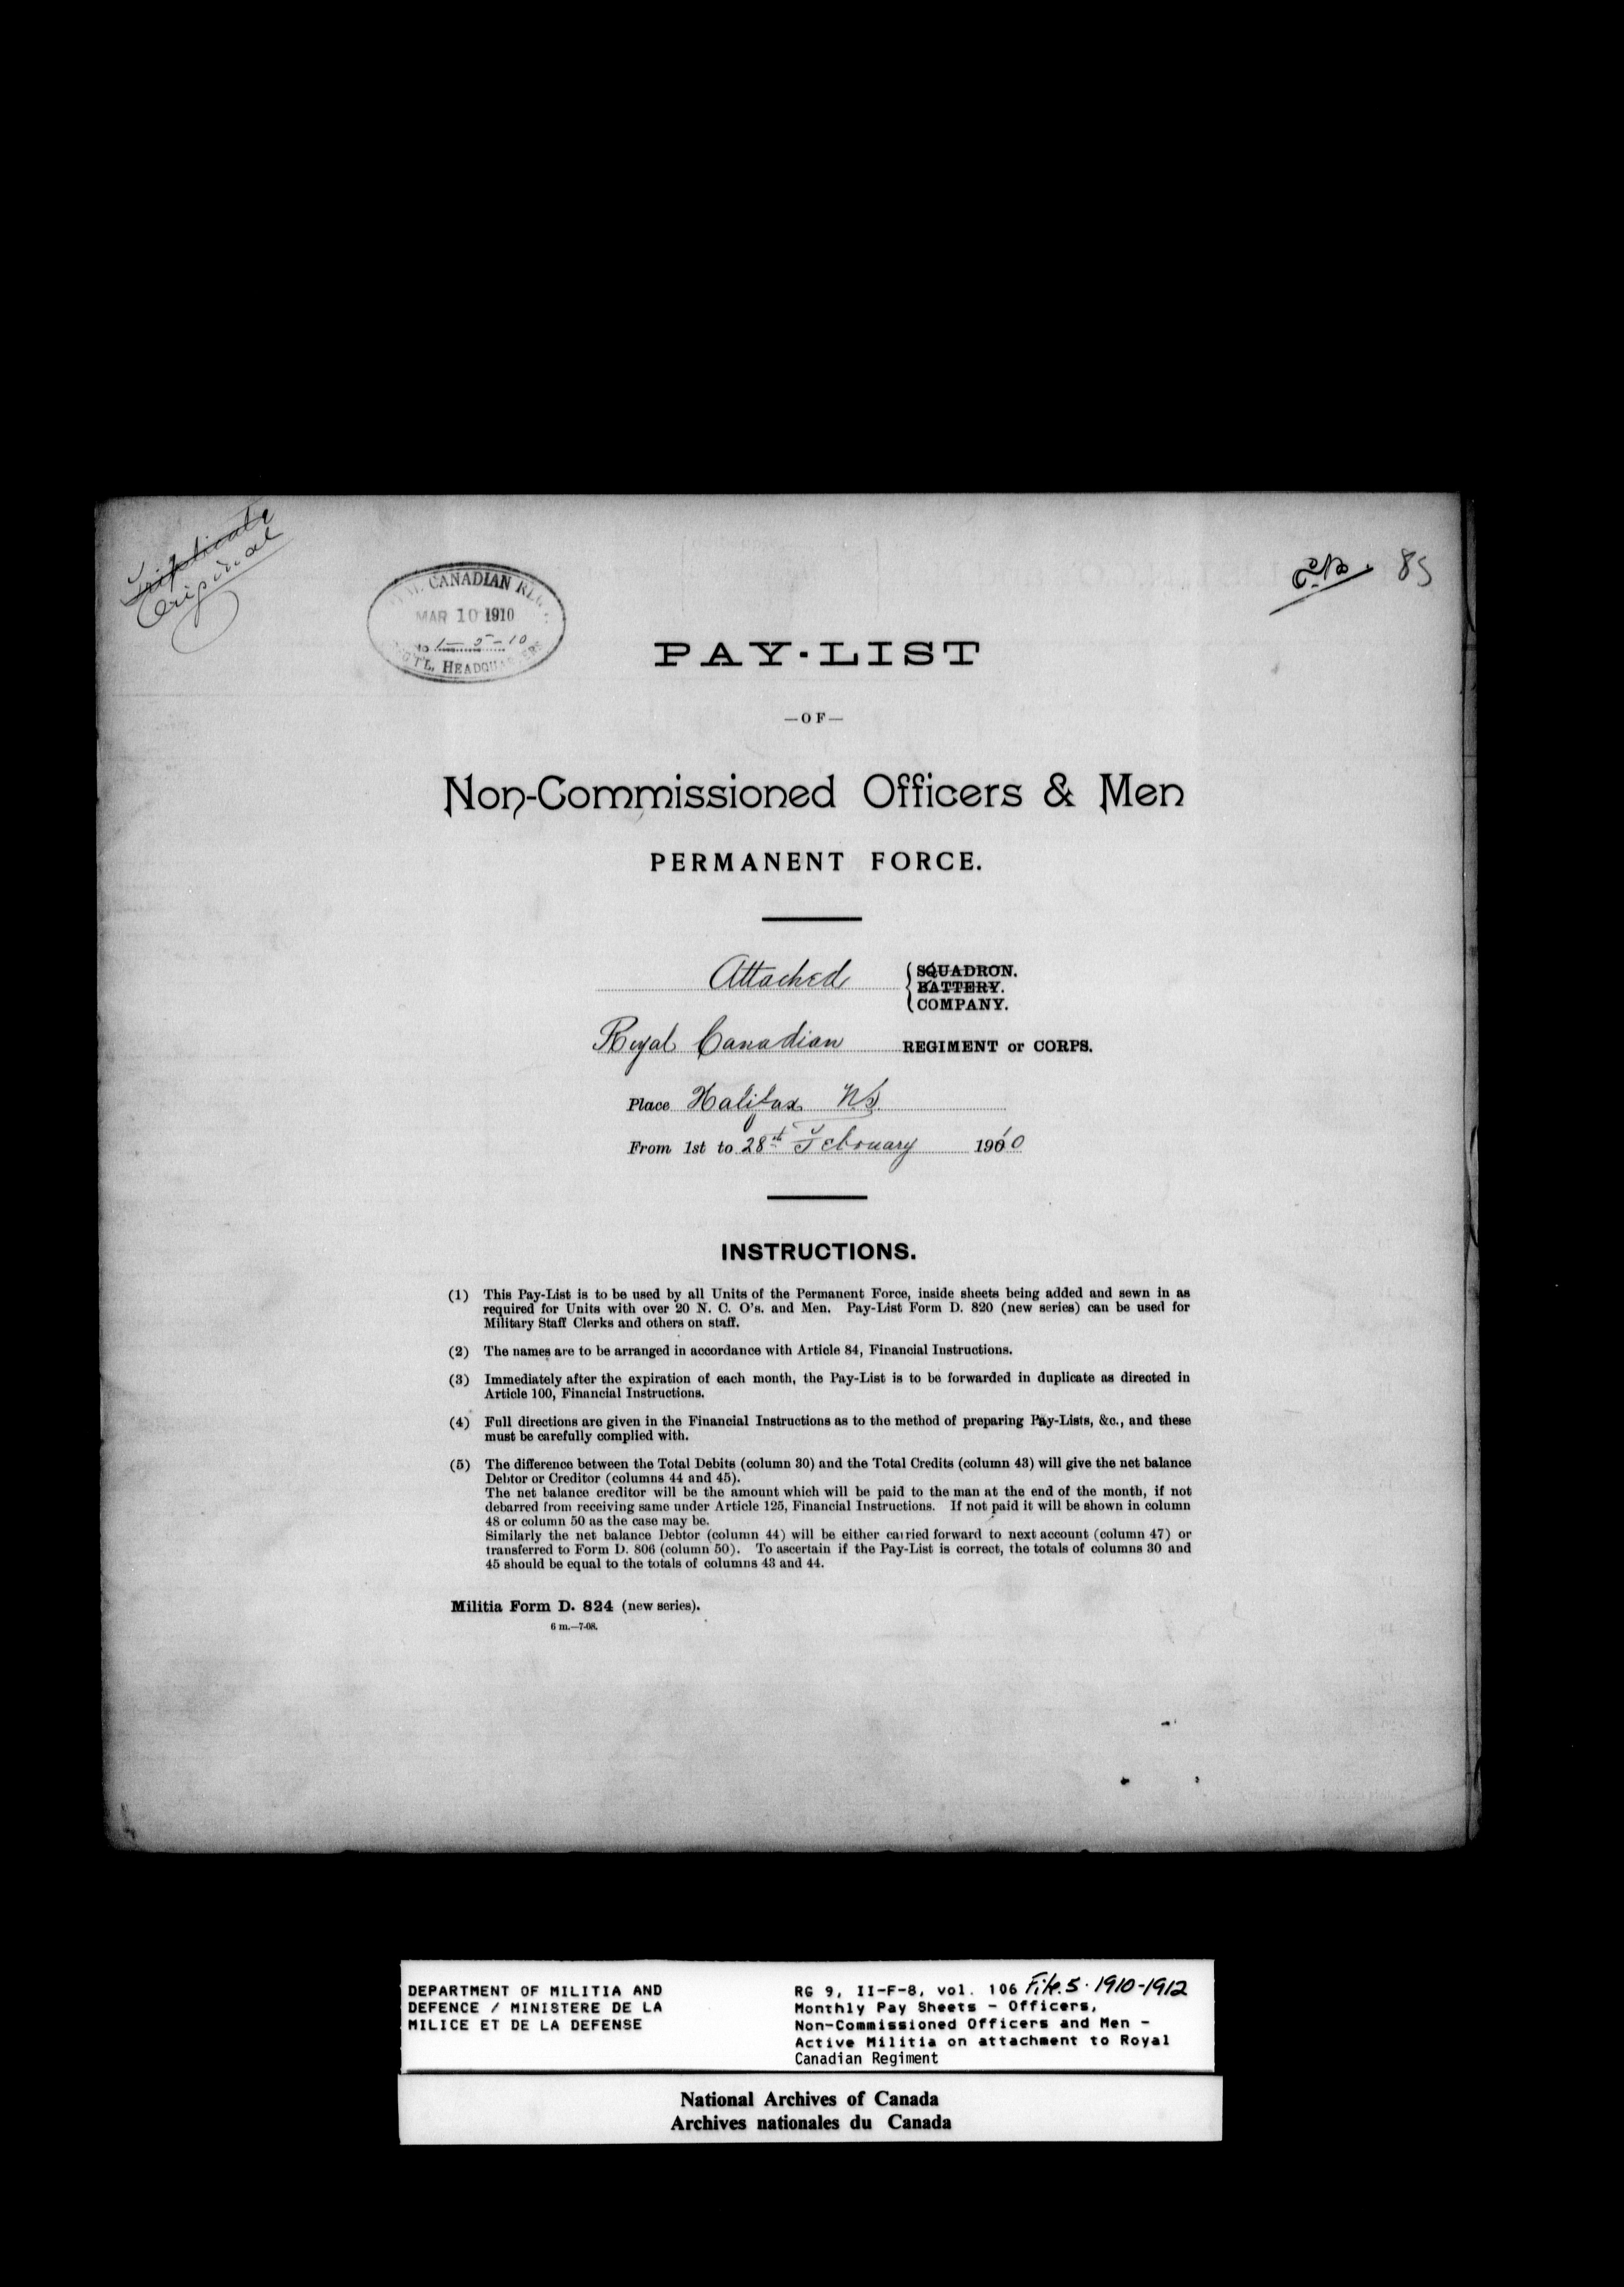 Triplicate
Original
CANADIAN
MAR 10 1910
No 1-5-10
HEADQUARTERS
85
PAY-LIST
—OF—
Non-Commissioned Officers & Men
PERMANENT FORCE.
Attached
SQUADRON.
BATTERY.
COMPANY.
Royal Canadian REGIMENT or CORPS.
Place Halifax NS
From 1st to 28th February 1910
INSTRUCTIONS.
(1) This Pay-List is to be used by all Units of the Permanent Force, inside sheets being added and sewn in as
required for Units with over 20 N. C. O's. and Men. Pay-List Form D. 820 (new series) can be used for
Military Staff Clerks and others on staff.
(2) The names are to be arranged in accordance with Article 84, Financial Instructions.
(3) Immediately after the expiration of each month, the Pay-List is to be forwarded in duplicate as directed in
Article 100, Financial Instructions.
(4) Full directions are given in the Financial Instructions as to the method of preparing Pay-Lists, &c., and these
must be carefully complied with.
(5) The difference between the Total Debits (column 30) and the Total Credits (column 43) will give the net balance
Debtor or Creditor (columns 44 and 45).
The net balance creditor will be the amount which will be paid to the man at the end of the month, if not
debarred from receiving same under Article 125, Financial Instructions. If not paid it will be shown in column
48 or column 50 as the case may be.
Similarly the net balance Debtor (column 44) will be either carried forward to next account (column 47) or
transferred to Form D. 806 (column 50). To ascertain if the Pay-List is correct, the totals of columns 30 and
45 should be equal to the totals of columns 43 and 44.
Militia Form D. 824 (new series).
6 m.—7-08.
DEPARTMENT OF MILITIA AND
DEFENCE / MINISTERE DE LA
MILICE ET DE LA DEFENSE
RG 9, II-F-8, vol. 106 File.5. 1910-1912
Monthly Pay Sheets - Officers,
Non-Commissioned Officers and Men -
Active Militia on attachment to Royal
Canadian Regiment
National Archives of Canada
Archives nationales du Canada